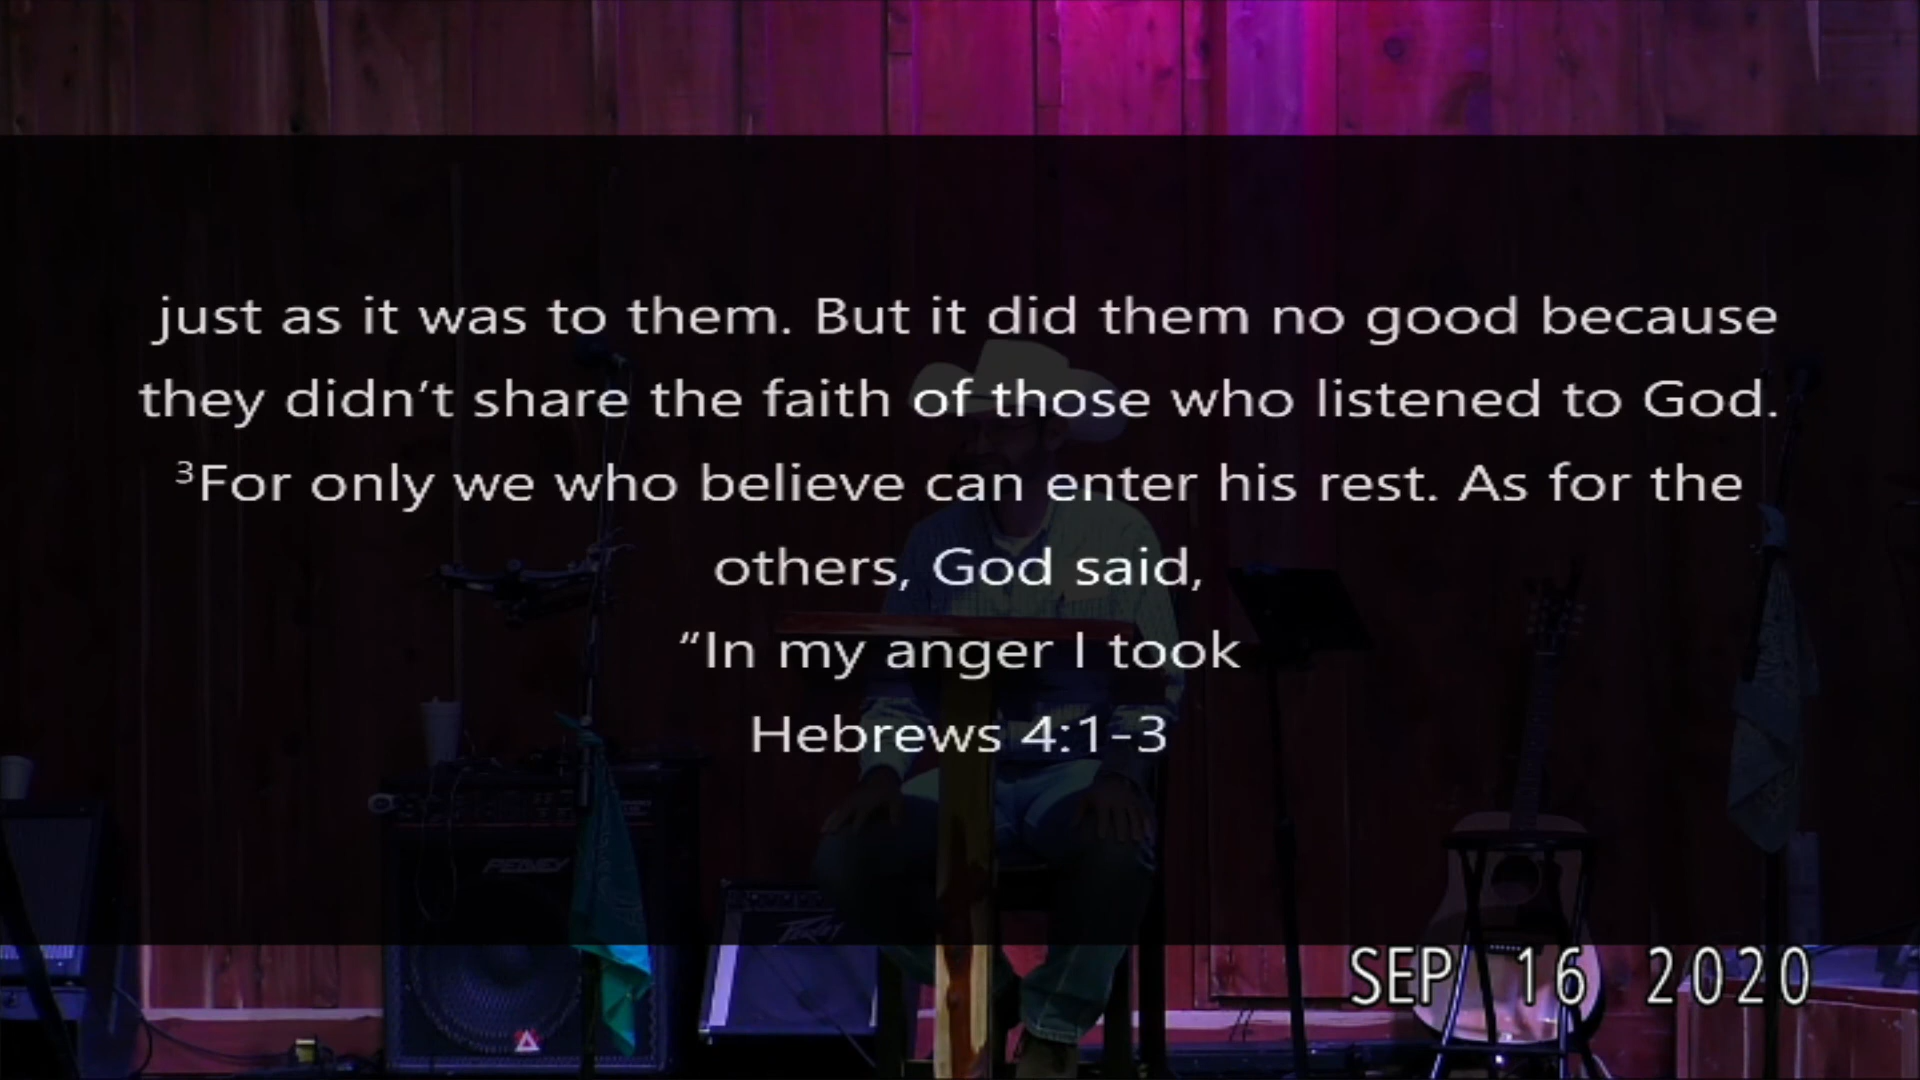 just as it was to them. But it did them no good because
they didn’t share the faith of those who listened to God.
³For only we who believe can enter his rest. As for the
others, God said,
“In my anger I took
Hebrews 4:1-3
PEAVEY
Peavey
SEP 16 2020